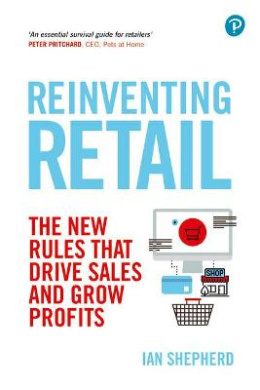 'An essential survival guide for retailers'
PETER PRITCHARD, CEO, Pets at Home
P
REINVENTING
RETAIL
THE NEW
RULES THAT
DRIVE SALES
AND GROW
PROFITS
SHOP
IAN SHEPHERD